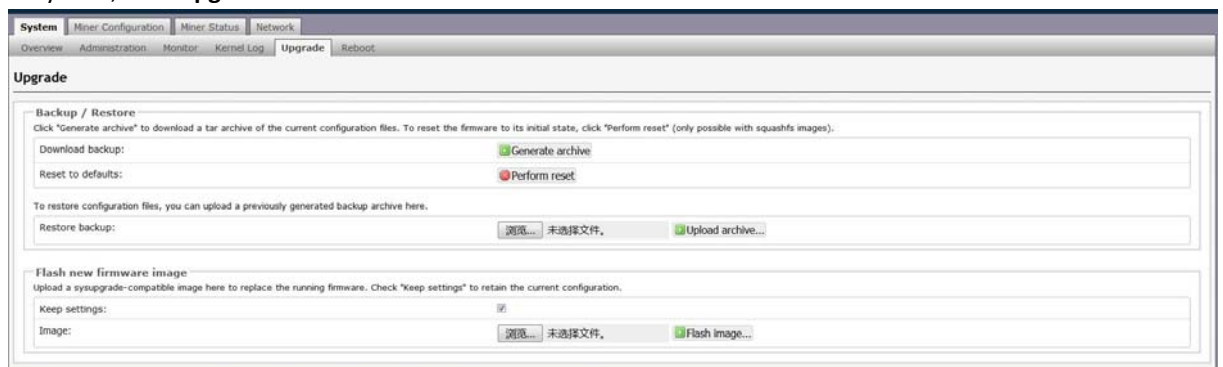 System Miner Configuration Miner Status Network
Overview Administration Monitor Kernel Log Upgrade Reboot
Upgrade
Backup / Restore
Click "Generate archive" to download a tar archive of the current configuration files. To reset the firmware to its initial state, click "Perform reset" (only possible with squashfs images).
Download backup: Generate archive
Reset to defaults: Perform reset
To restore configuration files, you can upload a previously generated backup archive here.
Restore backup: 浏览... 未选择文件。 Upload archive...
Flash new firmware image
Upload a sysupgrade-compatible image here to replace the running firmware. Check "Keep settings" to retain the current configuration.
Keep settings:
Image: 浏览... 未选择文件。 Flash image...